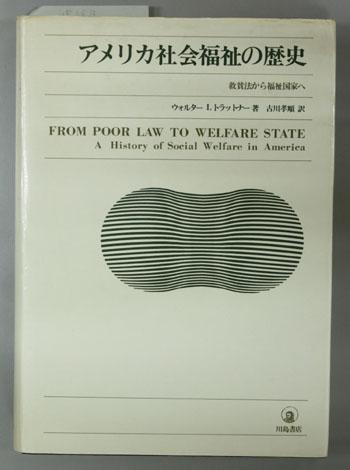 アメリカ社会福祉の歴史
救貧法から福祉国家へ
ウォルター I.トラットナー 著 古川孝順 訳
FROM POOR LAW TO WELFARE STATE
A History of Social Welfare in America
川島書店